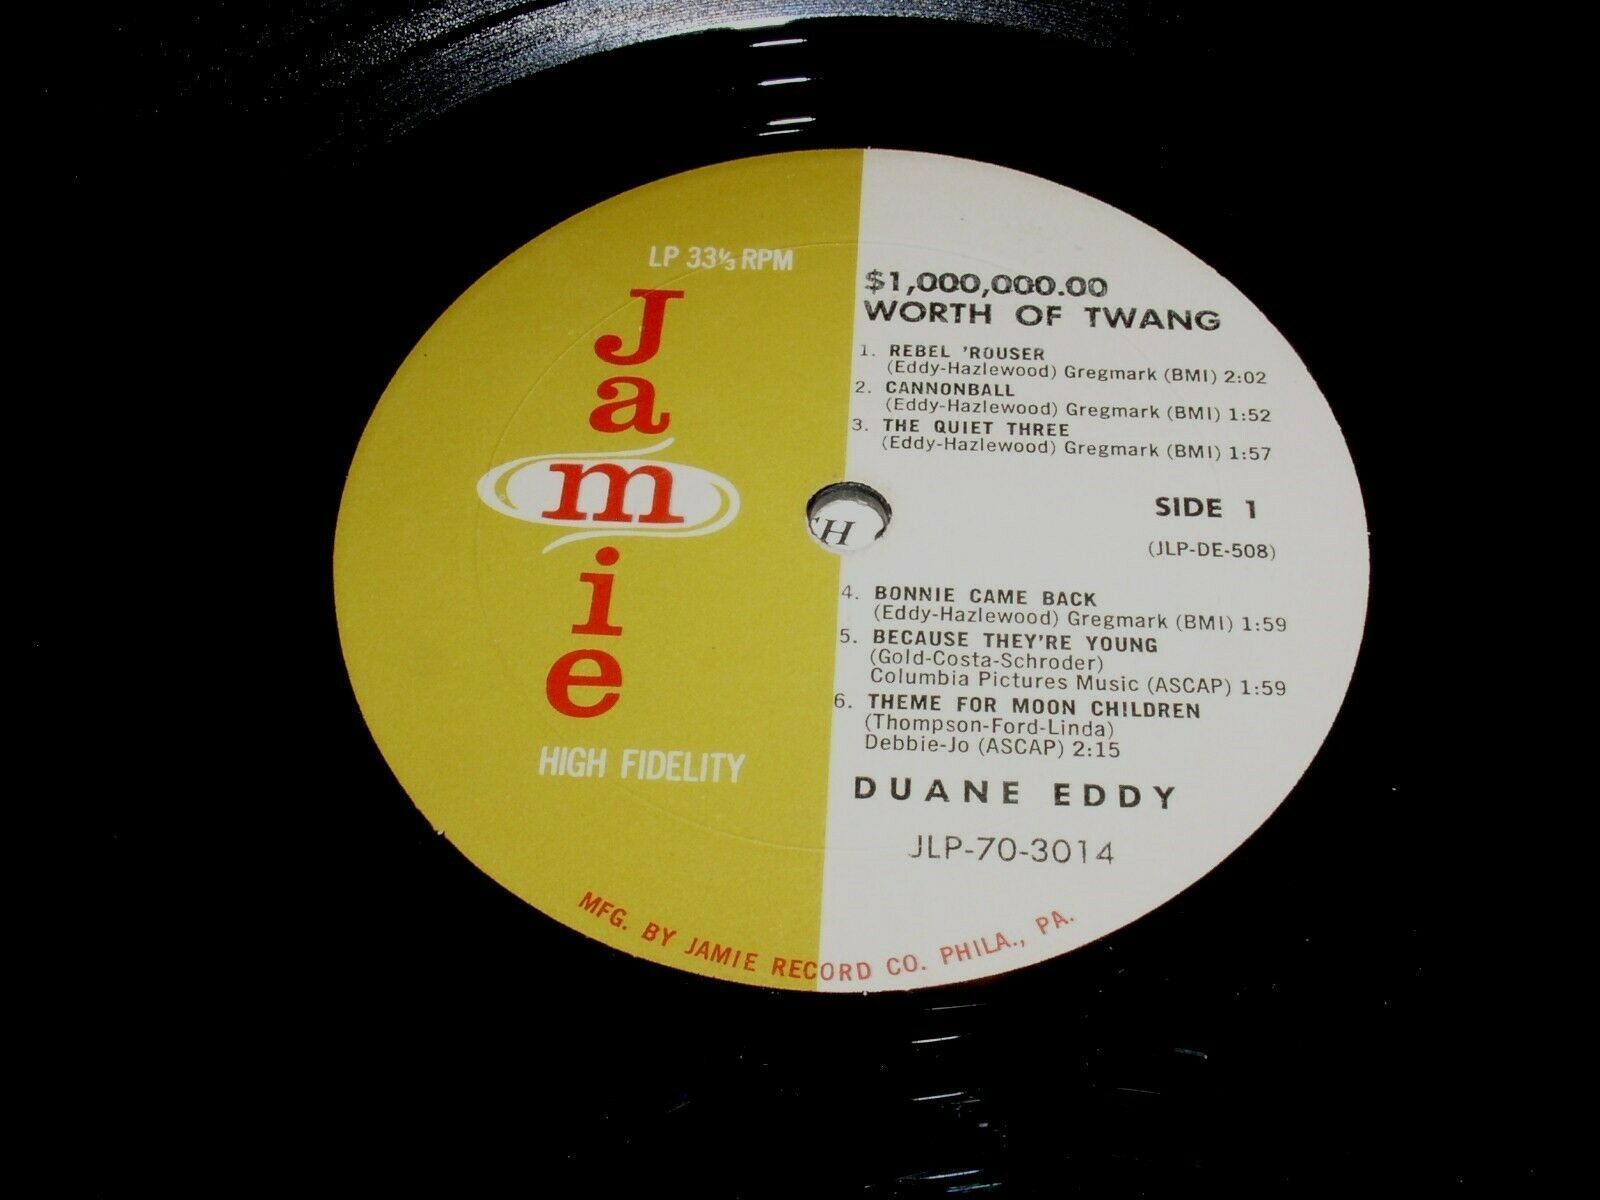 LP 33⅓ RPM
Jamie
HIGH FIDELITY
$1,000,000.00
WORTH OF TWANG
1. REBEL 'ROUSER
(Eddy-Hazlewood) Gregmark (BMI) 2:02
2. CANNONBALL
(Eddy-Hazlewood) Gregmark (BMI) 1:52
3. THE QUIET THREE
(Eddy-Hazlewood) Gregmark (BMI) 1:57
SIDE 1
(JLP-DE-508)
4. BONNIE CAME BACK
(Eddy-Hazlewood) Gregmark (BMI) 1:59
5. BECAUSE THEY'RE YOUNG
(Gold-Costa-Schroder)
Columbia Pictures Music (ASCAP) 1:59
6. THEME FOR MOON CHILDREN
(Thompson-Ford-Linda)
Debbie-Jo (ASCAP) 2:15
DUANE EDDY
JLP-70-3014
MFG. BY JAMIE RECORD CO. PHILA., PA.